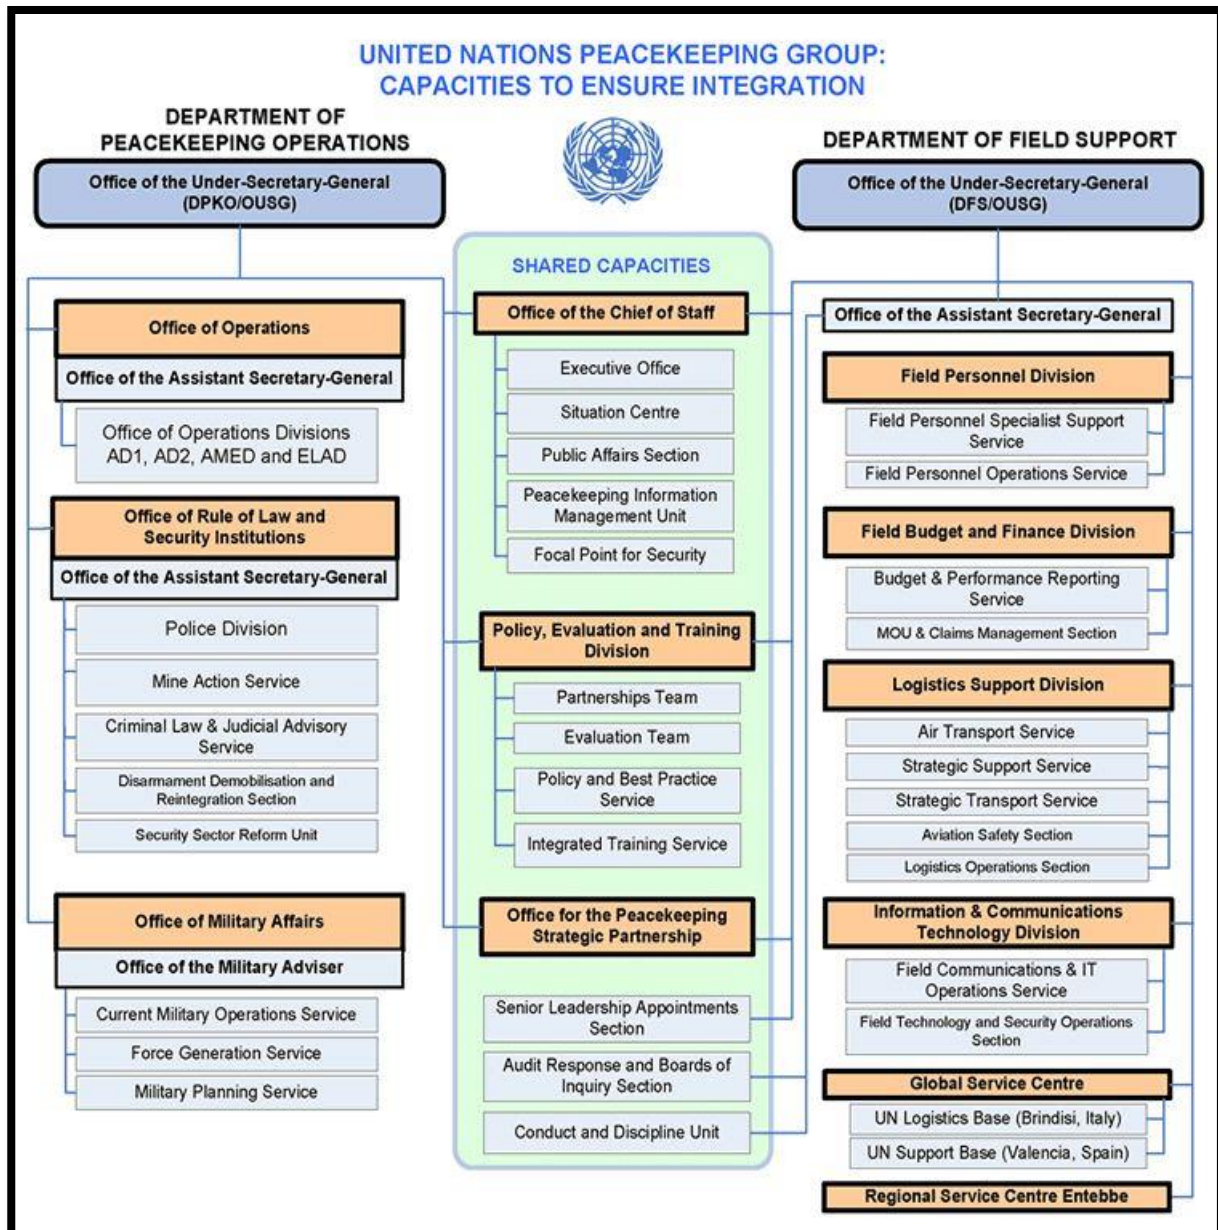 UNITED NATIONS PEACEKEEPING GROUP:
CAPACITIES TO ENSURE INTEGRATION
DEPARTMENT OF
PEACEKEEPING OPERATIONS
Office of the Under-Secretary-General
(DPKO/OUSG)
Office of Operations
Office of the Assistant Secretary-General
Office of Operations Divisions
AD1, AD2, AMED and ELAD
Office of Rule of Law and
Security Institutions
Office of the Assistant Secretary-General
Police Division
Mine Action Service
Criminal Law & Judicial Advisory
Service
Disarmament Demobilisation and
Reintegration Section
Security Sector Reform Unit
Office of Military Affairs
Office of the Military Adviser
Current Military Operations Service
Force Generation Service
Military Planning Service
SHARED CAPACITIES
Office of the Chief of Staff
Executive Office
Situation Centre
Public Affairs Section
Peacekeeping Information
Management Unit
Focal Point for Security
Policy, Evaluation and Training
Division
Partnerships Team
Evaluation Team
Policy and Best Practice
Service
Integrated Training Service
Office for the Peacekeeping
Strategic Partnership
Senior Leadership Appointments
Section
Audit Response and Boards of
Inquiry Section
Conduct and Discipline Unit
DEPARTMENT OF FIELD SUPPORT
Office of the Under-Secretary-General
(DFS/OUSG)
Office of the Assistant Secretary-General
Field Personnel Division
Field Personnel Specialist Support
Service
Field Personnel Operations Service
Field Budget and Finance Division
Budget & Performance Reporting
Service
MOU & Claims Management Section
Logistics Support Division
Air Transport Service
Strategic Support Service
Strategic Transport Service
Aviation Safety Section
Logistics Operations Section
Information & Communications
Technology Division
Field Communications & IT
Operations Service
Field Technology and Security Operations
Section
Global Service Centre
UN Logistics Base (Brindisi, Italy)
UN Support Base (Valencia, Spain)
Regional Service Centre Entebbe